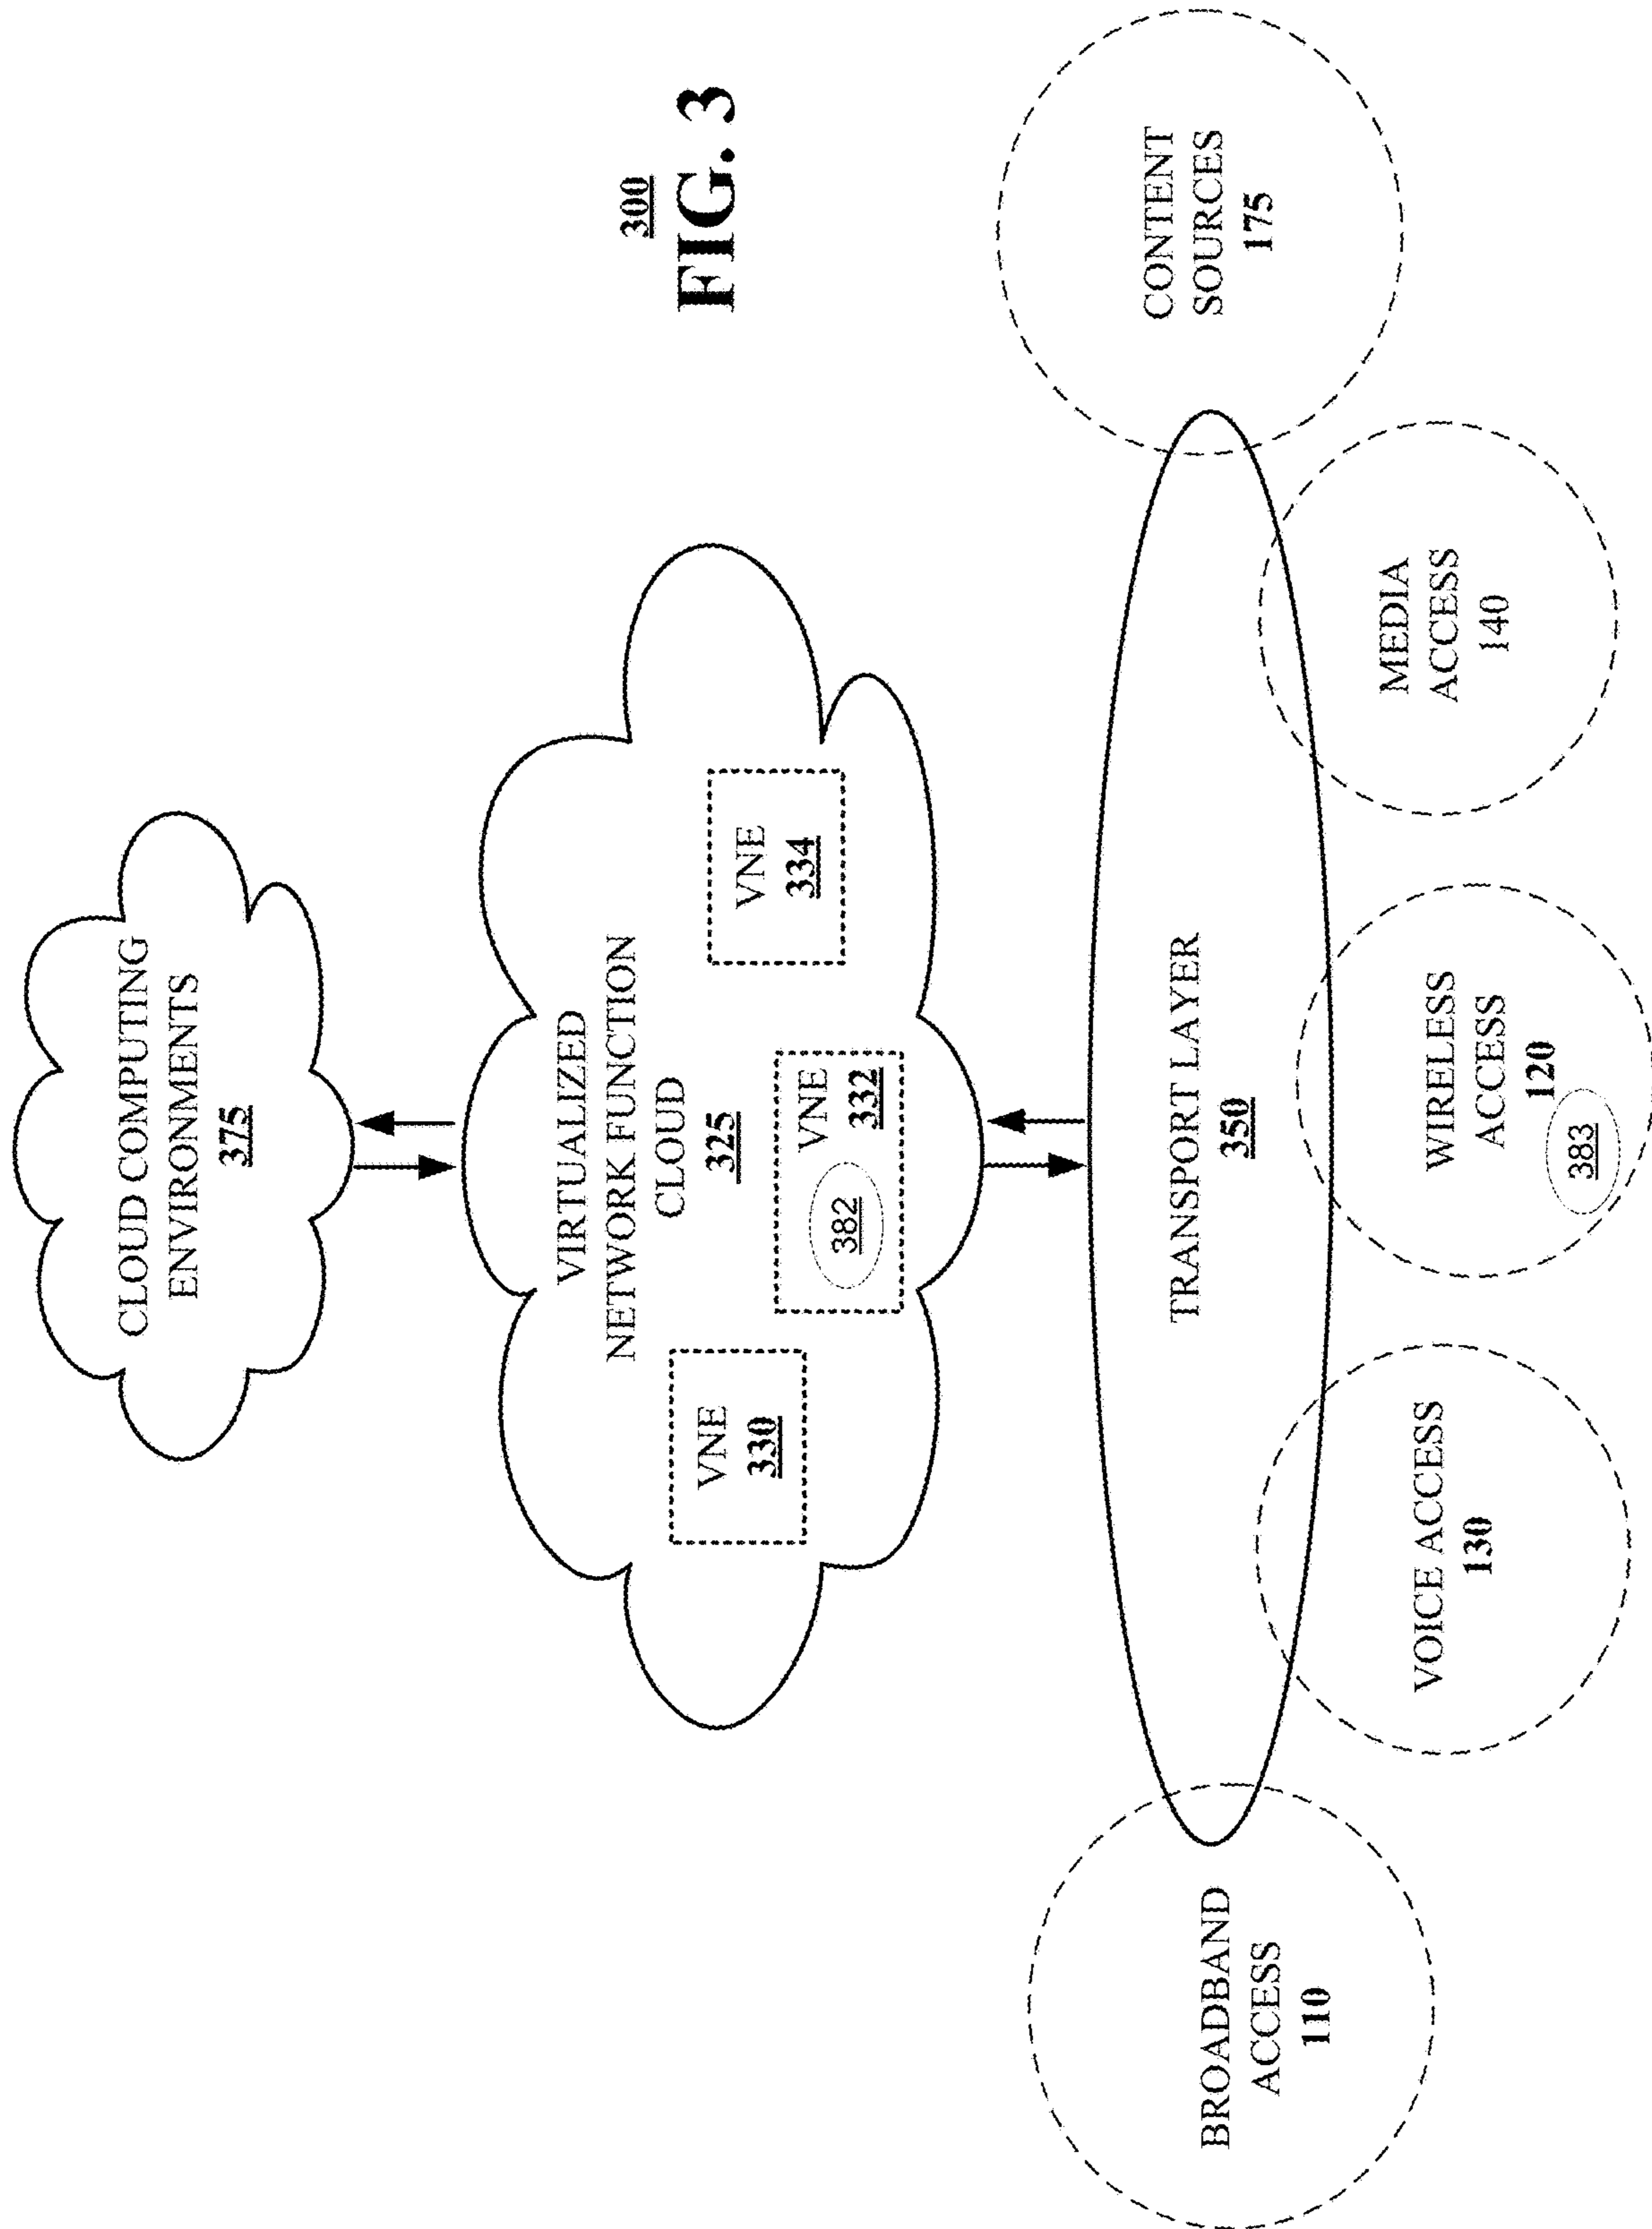 CLOUD COMPUTING
ENVIRONMENTS
375
VIRTUALIZED
NETWORK FUNCTION
CLOUD
325
VNE
330
VNE
332
382
VNE
334
300
FIG. 3
TRANSPORT LAYER
350
BROADBAND
ACCESS
110
VOICE ACCESS
130
WIRELESS
ACCESS
120
383
MEDIA
ACCESS
140
CONTENT
SOURCES
175